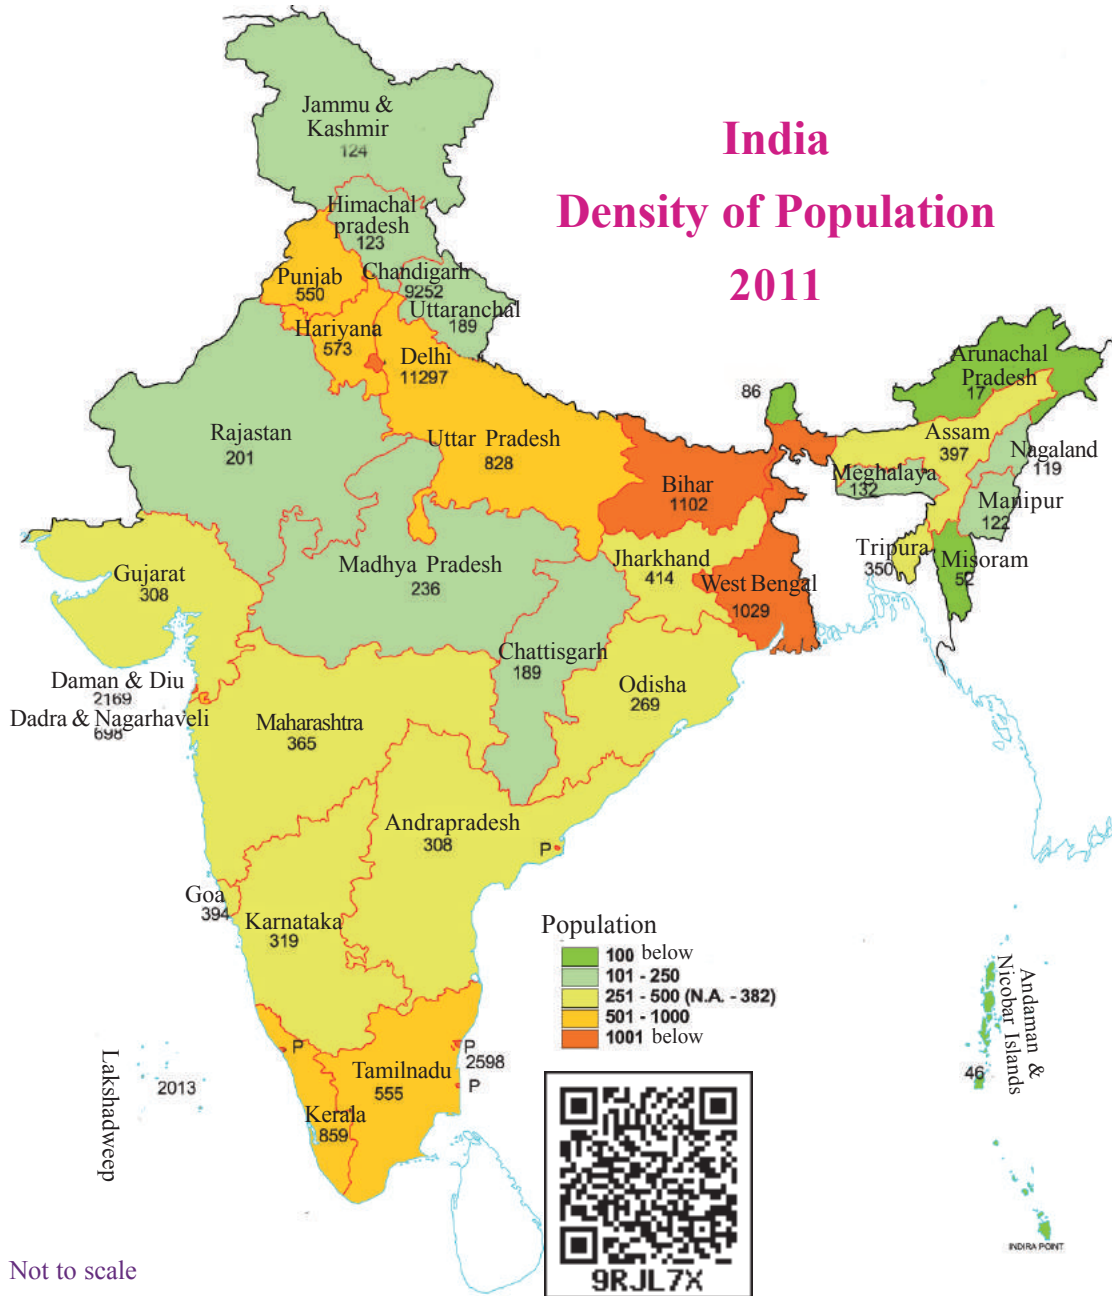 India
Density of Population
2011
Jammu &
Kashmir
124
Himachal
pradesh
123
Punjab
550
Chandigarh
9252
Uttaranchal
189
Hariyana
573
Delhi
11297
Rajastan
201
Uttar Pradesh
828
86
Arunachal
Pradesh
17
Assam
397
Nagaland
119
Meghalaya
132
Manipur
122
Bihar
1102
Tripura
350
Misoram
52
Gujarat
308
Madhya Pradesh
236
Jharkhand
414
West Bengal
1029
Chattisgarh
189
Odisha
269
Daman & Diu
2169
Dadra & Nagarhaveli
698
Maharashtra
365
Andrapradesh
308
P
Goa
394
Karnataka
319
Population
100 below
101 - 250
251 - 500 (N.A. - 382)
501 - 1000
1001 below
Andaman &
Nicobar Islands
46
P
P
2598
P
Tamilnadu
555
Kerala
859
Lakshadweep
2013
INDIRA POINT
9RJL7X
Not to scale